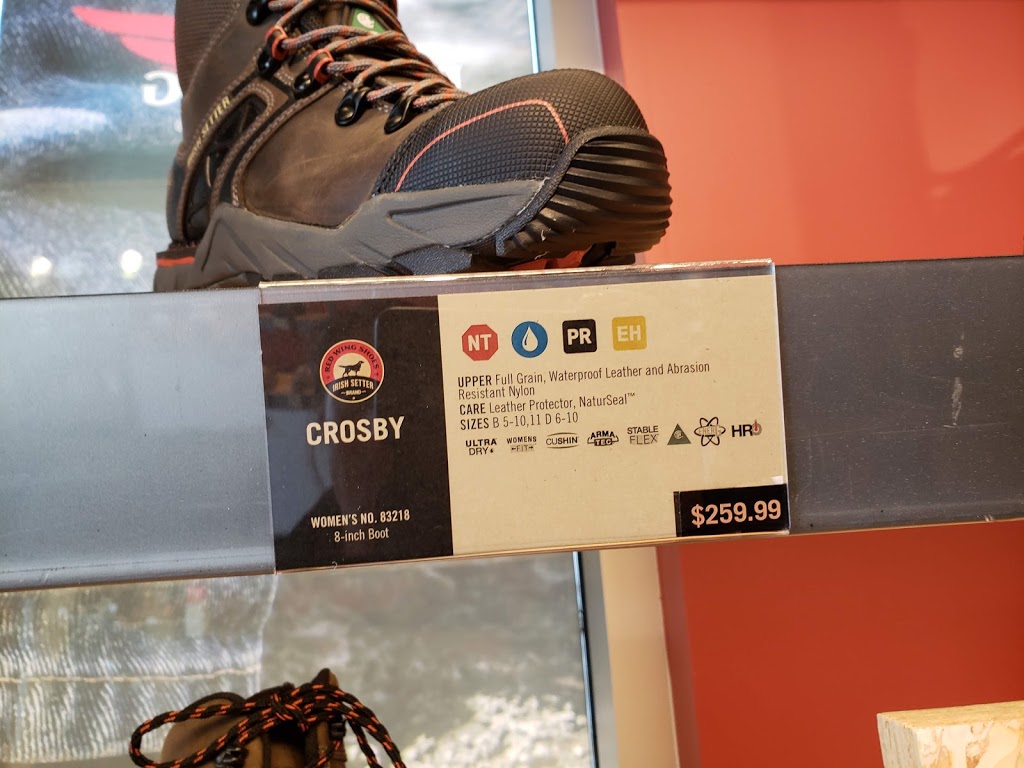 SETTER
RED WING SHOES
IRISH SETTER
BRAND
CROSBY
WOMEN'S NO. 83218
8-inch Boot
NT
PR
EH
UPPER Full Grain, Waterproof Leather and Abrasion
Resistant Nylon
CARE Leather Protector, NaturSeal™
SIZES B 5-10,11 D 6-10
ULTRA
DRY
WOMENS
FIT
CUSHIN
ARMA
TEC
STABLE
FLEX
HR
$259.99